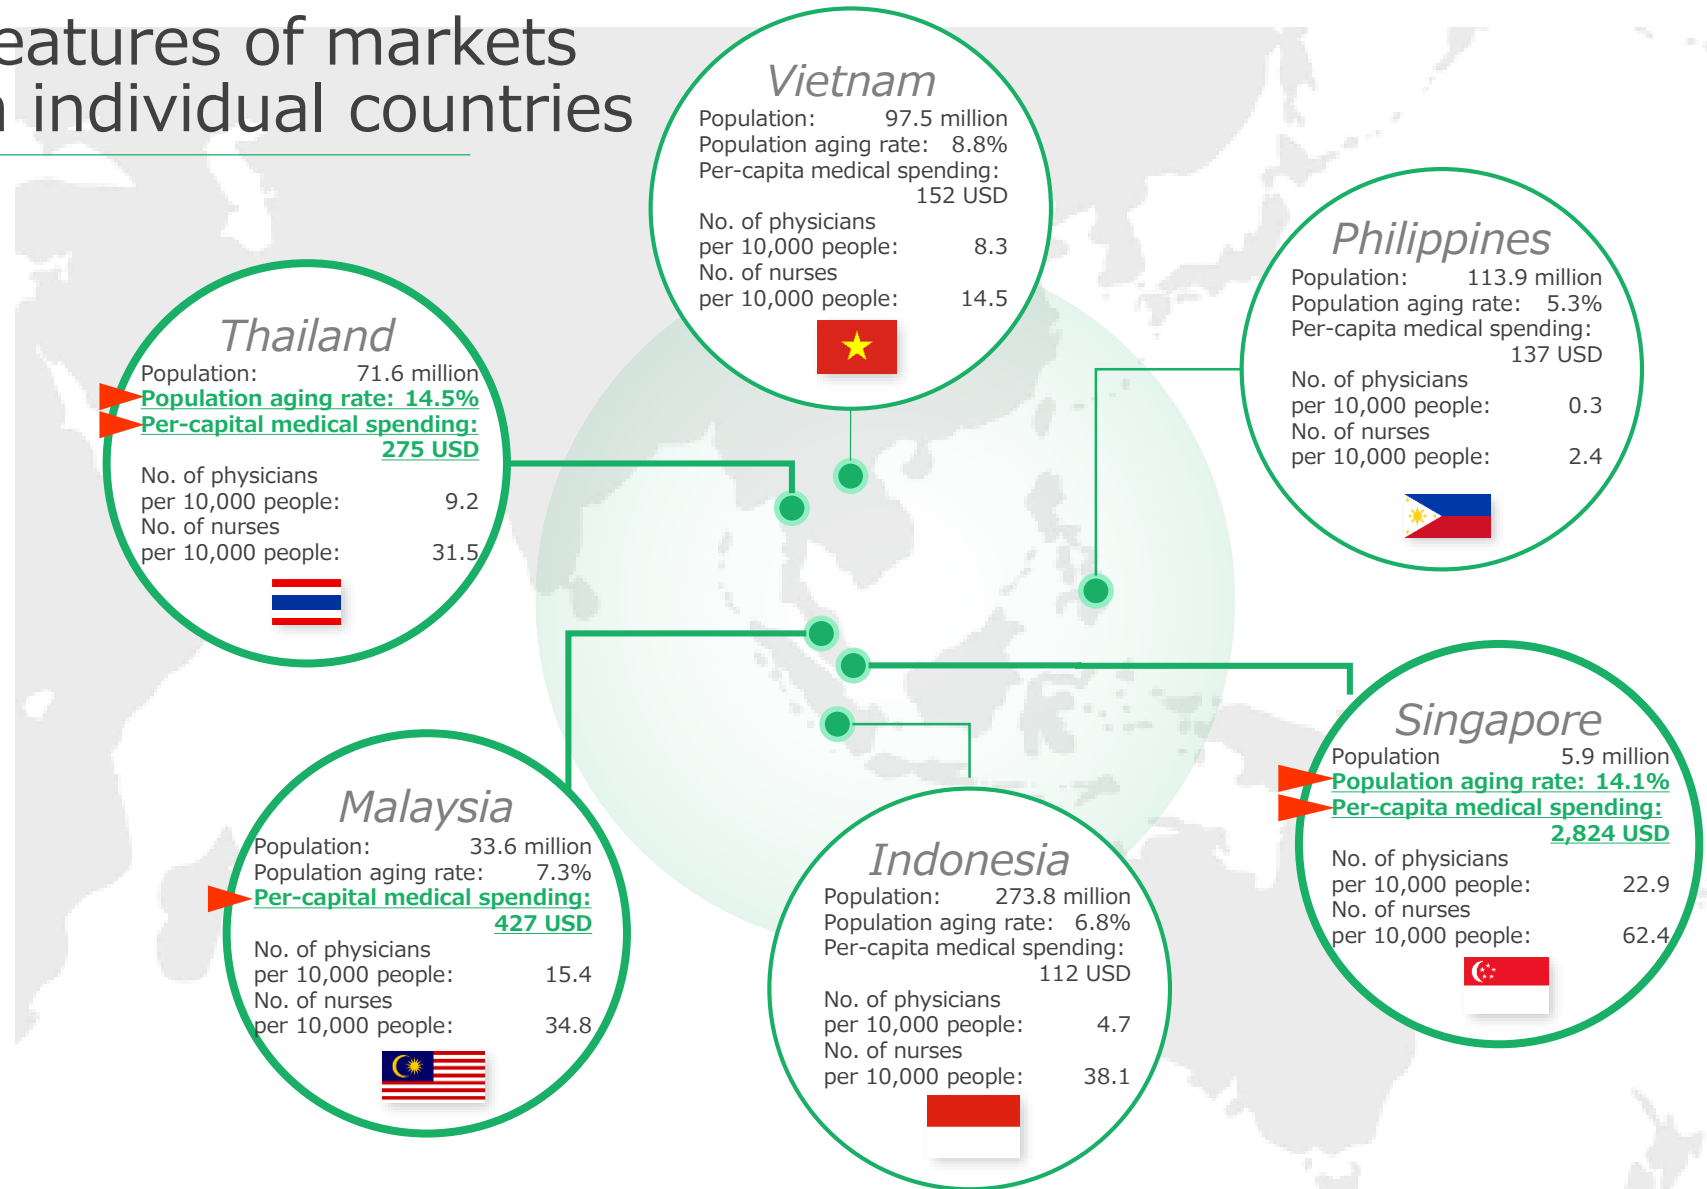 eatures of markets
individual countries
Vietnam
Population: 97.5 million
Population aging rate: 8.8%
Per-capita medical spending:
152 USD
No. of physicians
per 10,000 people: 8.3
No. of nurses
per 10,000 people: 14.5
Philippines
Population: 113.9 million
Population aging rate: 5.3%
Per-capita medical spending:
137 USD
No. of physicians
per 10,000 people: 0.3
No. of nurses
per 10,000 people: 2.4
Thailand
Population: 71.6 million
Population aging rate: 14.5%
Per-capital medical spending:
275 USD
No. of physicians
per 10,000 people: 9.2
No. of nurses
per 10,000 people: 31.5
Singapore
Population 5.9 million
Population aging rate: 14.1%
Per-capita medical spending:
2,824 USD
No. of physicians
per 10,000 people: 22.9
No. of nurses
per 10,000 people: 62.4
Malaysia
Population: 33.6 million
Population aging rate: 7.3%
Per-capital medical spending:
427 USD
No. of physicians
per 10,000 people: 15.4
No. of nurses
per 10,000 people: 34.8
Indonesia
Population: 273.8 million
Population aging rate: 6.8%
Per-capita medical spending:
112 USD
No. of physicians
per 10,000 people: 4.7
No. of nurses
per 10,000 people: 38.1